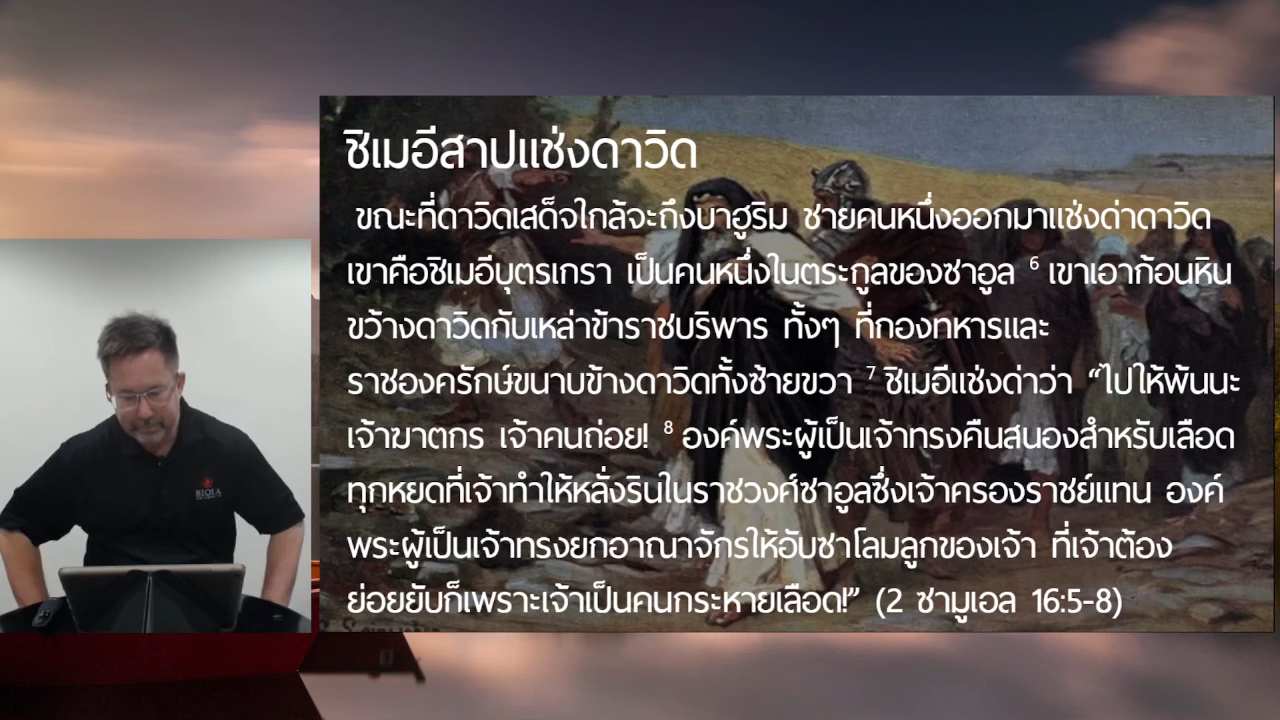 ชิเมอีสาปแช่งดาวิด
ขณะที่ดาวิดเสด็จใกล้จะถึงบาฮูริม ชายคนหนึ่งออกมาแช่งด่าดาวิด
เขาคือชิเมอีบุตรเกรา เป็นคนหนึ่งในตระกูลของซาอูล ⁶ เขาเอาก้อนหิน
ขว้างดาวิดกับเหล่าข้าราชบริพาร ทั้งๆ ที่กองทหารและ
ราชองครักษ์ขนาบข้างดาวิดทั้งซ้ายขวา ⁷ ชิเมอีแช่งด่าว่า “ไปให้พ้นนะ
เจ้าฆาตกร เจ้าคนถ่อย! ⁸ องค์พระผู้เป็นเจ้าทรงคืนสนองสำหรับเลือด
ทุกหยดที่เจ้าทำให้หลั่งรินในราชวงศ์ซาอูลซึ่งเจ้าครองราชย์แทน องค์
พระผู้เป็นเจ้าทรงยกอาณาจักรให้อับซาโลมลูกของเจ้า ที่เจ้าต้อง
ย่อยยับก็เพราะเจ้าเป็นคนกระหายเลือด!” (2 ซามูเอล 16:5-8)
BIOLA